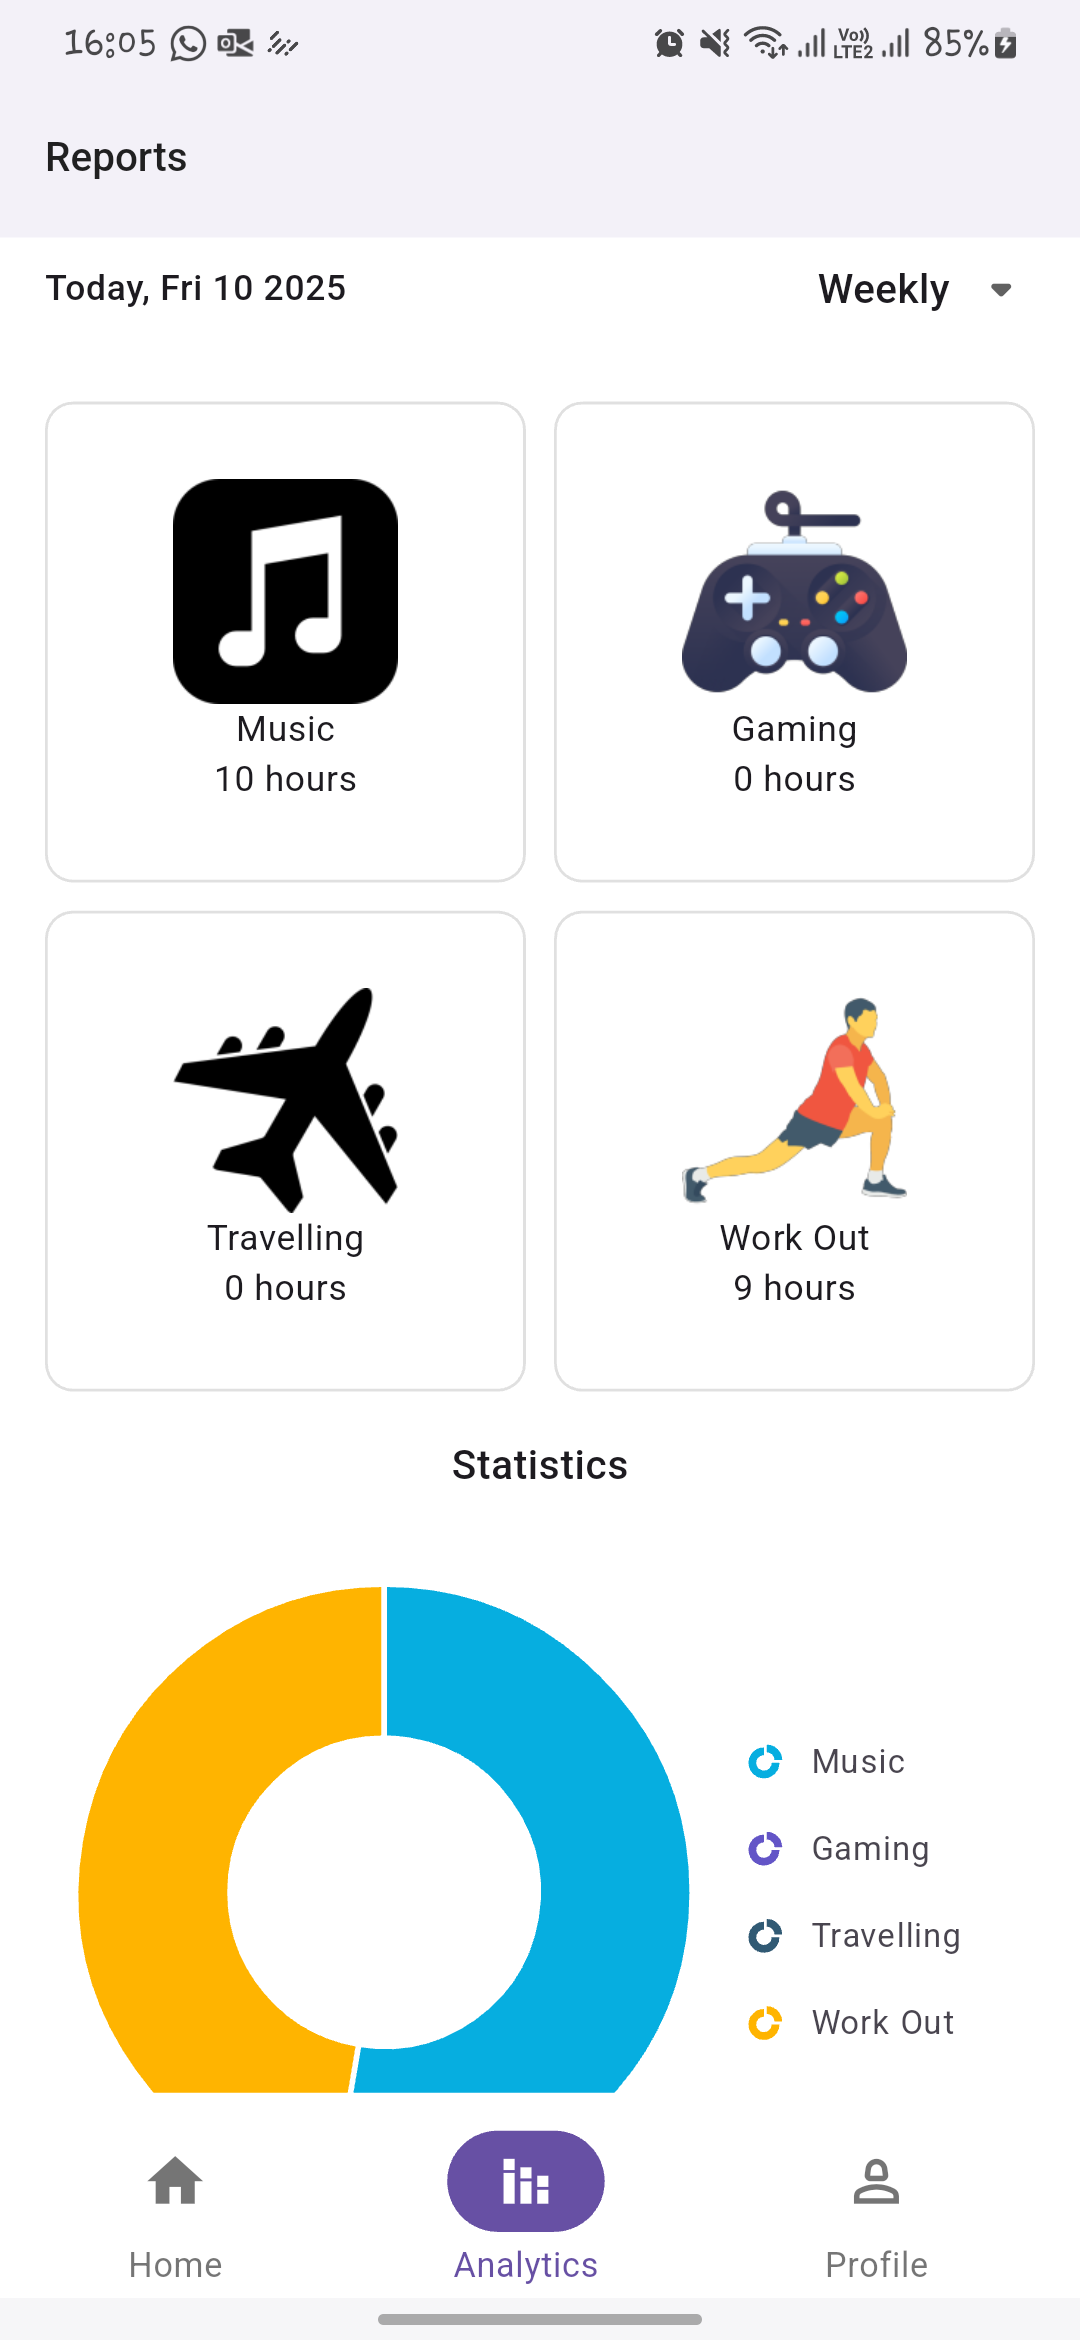 16:05 Vo)) LTE2 85%
Reports
Today, Fri 10 2025 Weekly
Music Gaming
10 hours 0 hours
Travelling Work Out
0 hours 9 hours
Statistics
Music
Gaming
Travelling
Work Out
Home Analytics Profile